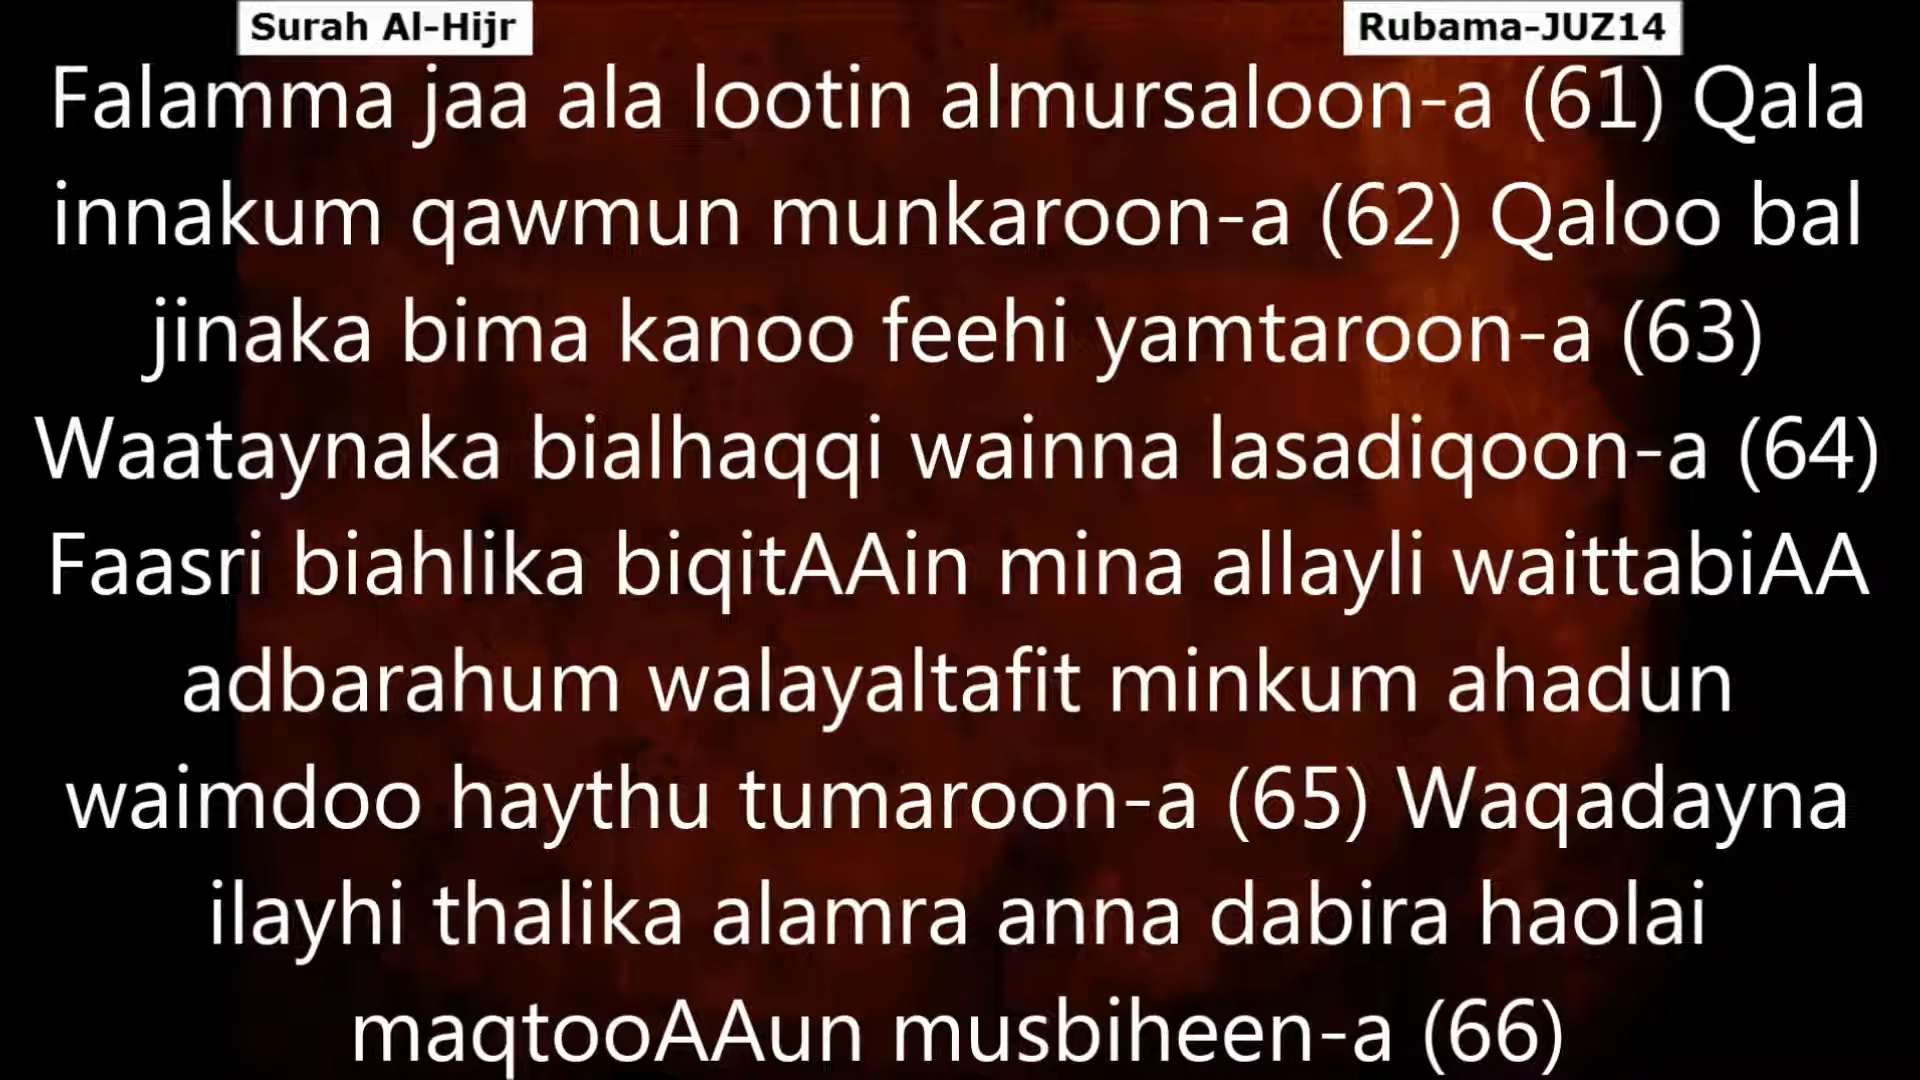 Surah Al-Hijr
Rubama-JUZ14
Falamma jaa ala lootin almursaloon-a (61) Qala
innakum qawmun munkaroon-a (62) Qaloo bal
jinaka bima kanoo feehi yamtaroon-a (63)
Waataynaka bialhaqqi wainna lasadiqoon-a (64)
Faasri biahlika biqitAAin mina allayli waittabiAA
adbarahum walayaltafit minkum ahadun
waimdoo haythu tumaroon-a (65) Waqadayna
ilayhi thalika alamra anna dabira haolai
maqtooAAun musbiheen-a (66)